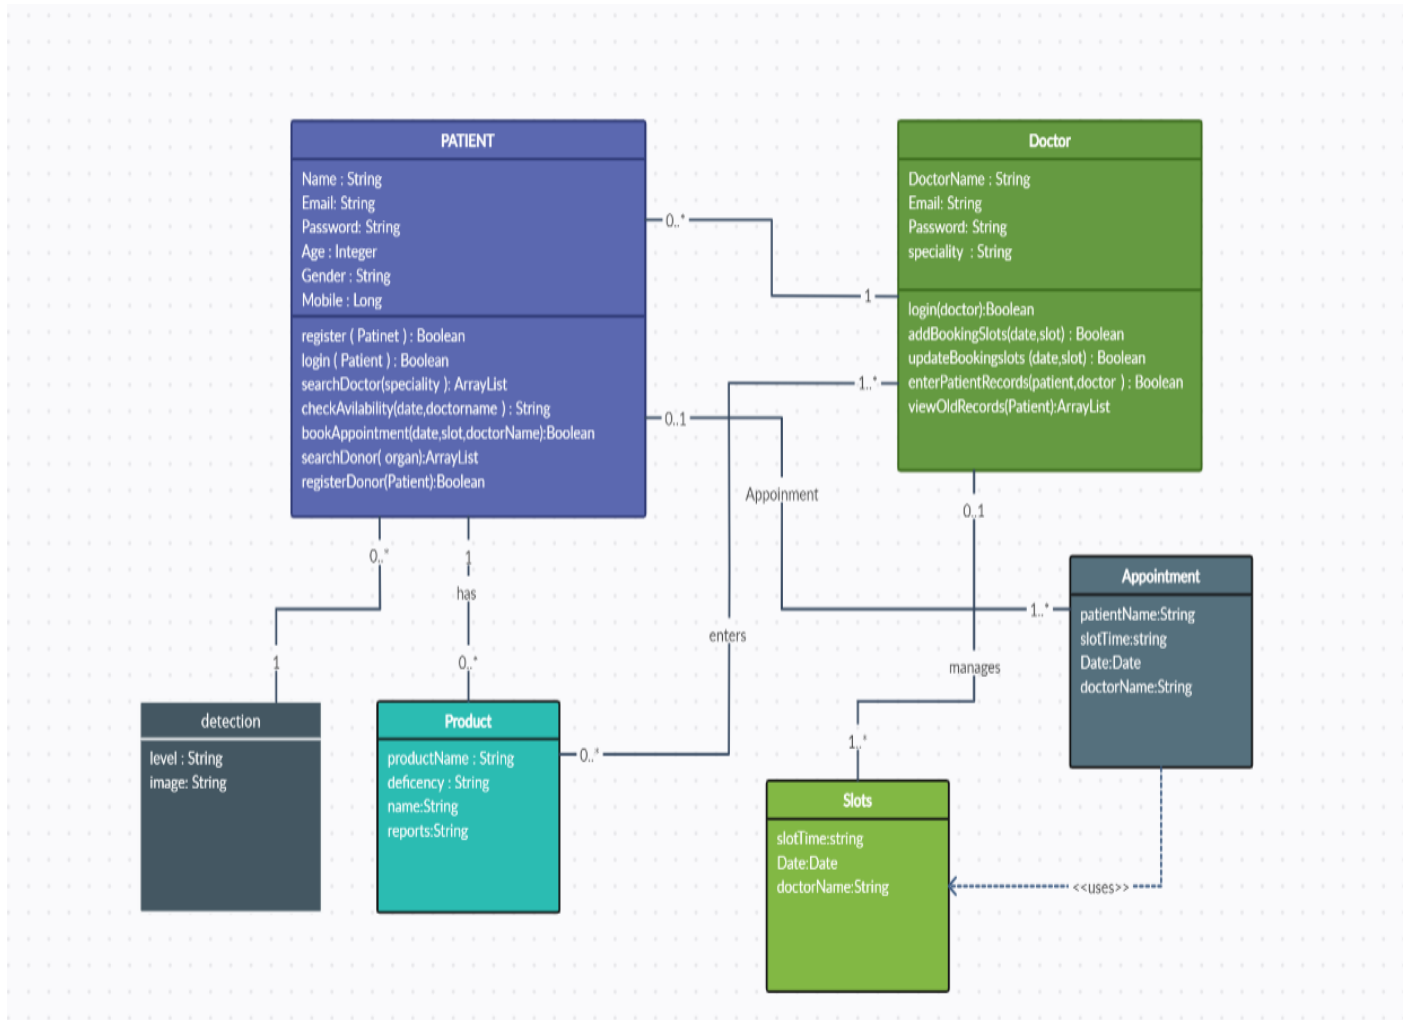 PATIENT
Name : String
Email: String
Password: String
Age : Integer
Gender : String
Mobile : Long
register ( Patinet ) : Boolean
login ( Patient ) : Boolean
searchDoctor(speciality ): ArrayList
checkAvilability(date,doctorname ) : String
bookAppointment(date,slot,doctorName):Boolean
searchDonor( organ):ArrayList
registerDonor(Patient):Boolean
Doctor
DoctorName : String
Email: String
Password: String
speciality : String
login(doctor):Boolean
addBookingSlots(date,slot) : Boolean
updateBookingslots (date,slot) : Boolean
enterPatientRecords(patient,doctor ) : Boolean
viewOldRecords(Patient):ArrayList
0..*
1
1..*
0..1
Appoinment
0..1
0..*
1
has
1
0..*
enters
1..*
manages
0..*
1..*
detection
level : String
image: String
Product
productName : String
deficency : String
name:String
reports:String
Appointment
patientName:String
slotTime:string
Date:Date
doctorName:String
Slots
slotTime:string
Date:Date
doctorName:String
<<uses>>